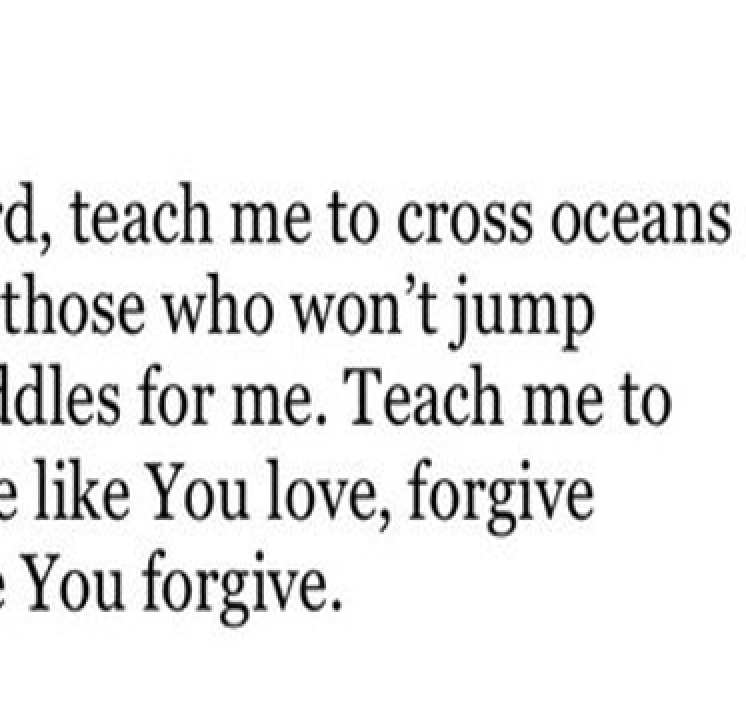 rd, teach me to cross oceans
those who won't jump
ddles for me. Teach me to
e like You love, forgive
e You forgive.